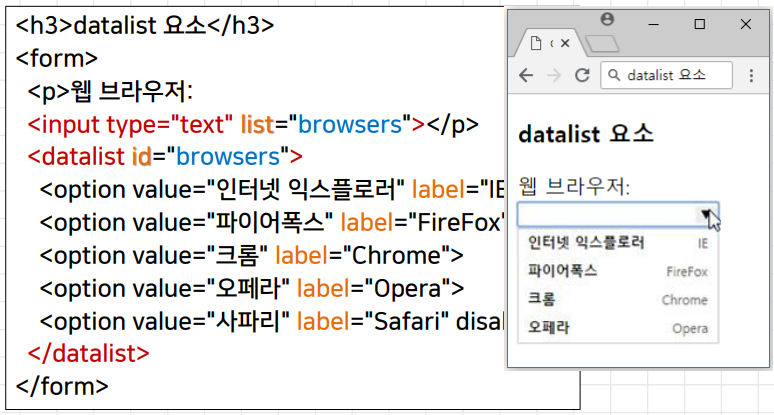 <h3>datalist 요소</h3>
<form>
<p>웹 브라우저:
<input type="text" list="browsers"></p>
<datalist id="browsers">
<option value="인터넷 익스플로러" label="IE
<option value="파이어폭스" label="FireFox"
<option value="크롬" label="Chrome">
<option value="오페라" label="Opera">
<option value="사파리" label="Safari" disa
</datalist>
</form>
datalist 요소
datalist 요소
웹 브라우저:
인터넷 익스플로러 IE
파이어폭스 FireFox
크롬 Chrome
오페라 Opera